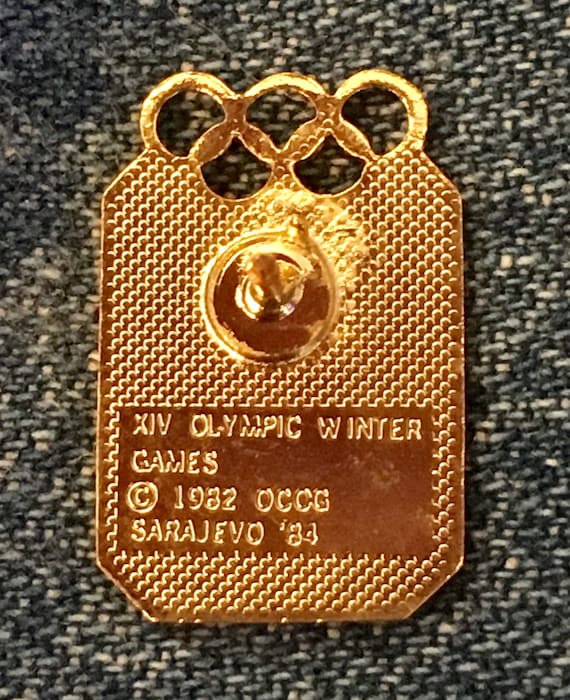 XIV OLYMPIC WINTER
GAMES
© 1982 OCCG
SARAJEVO '84